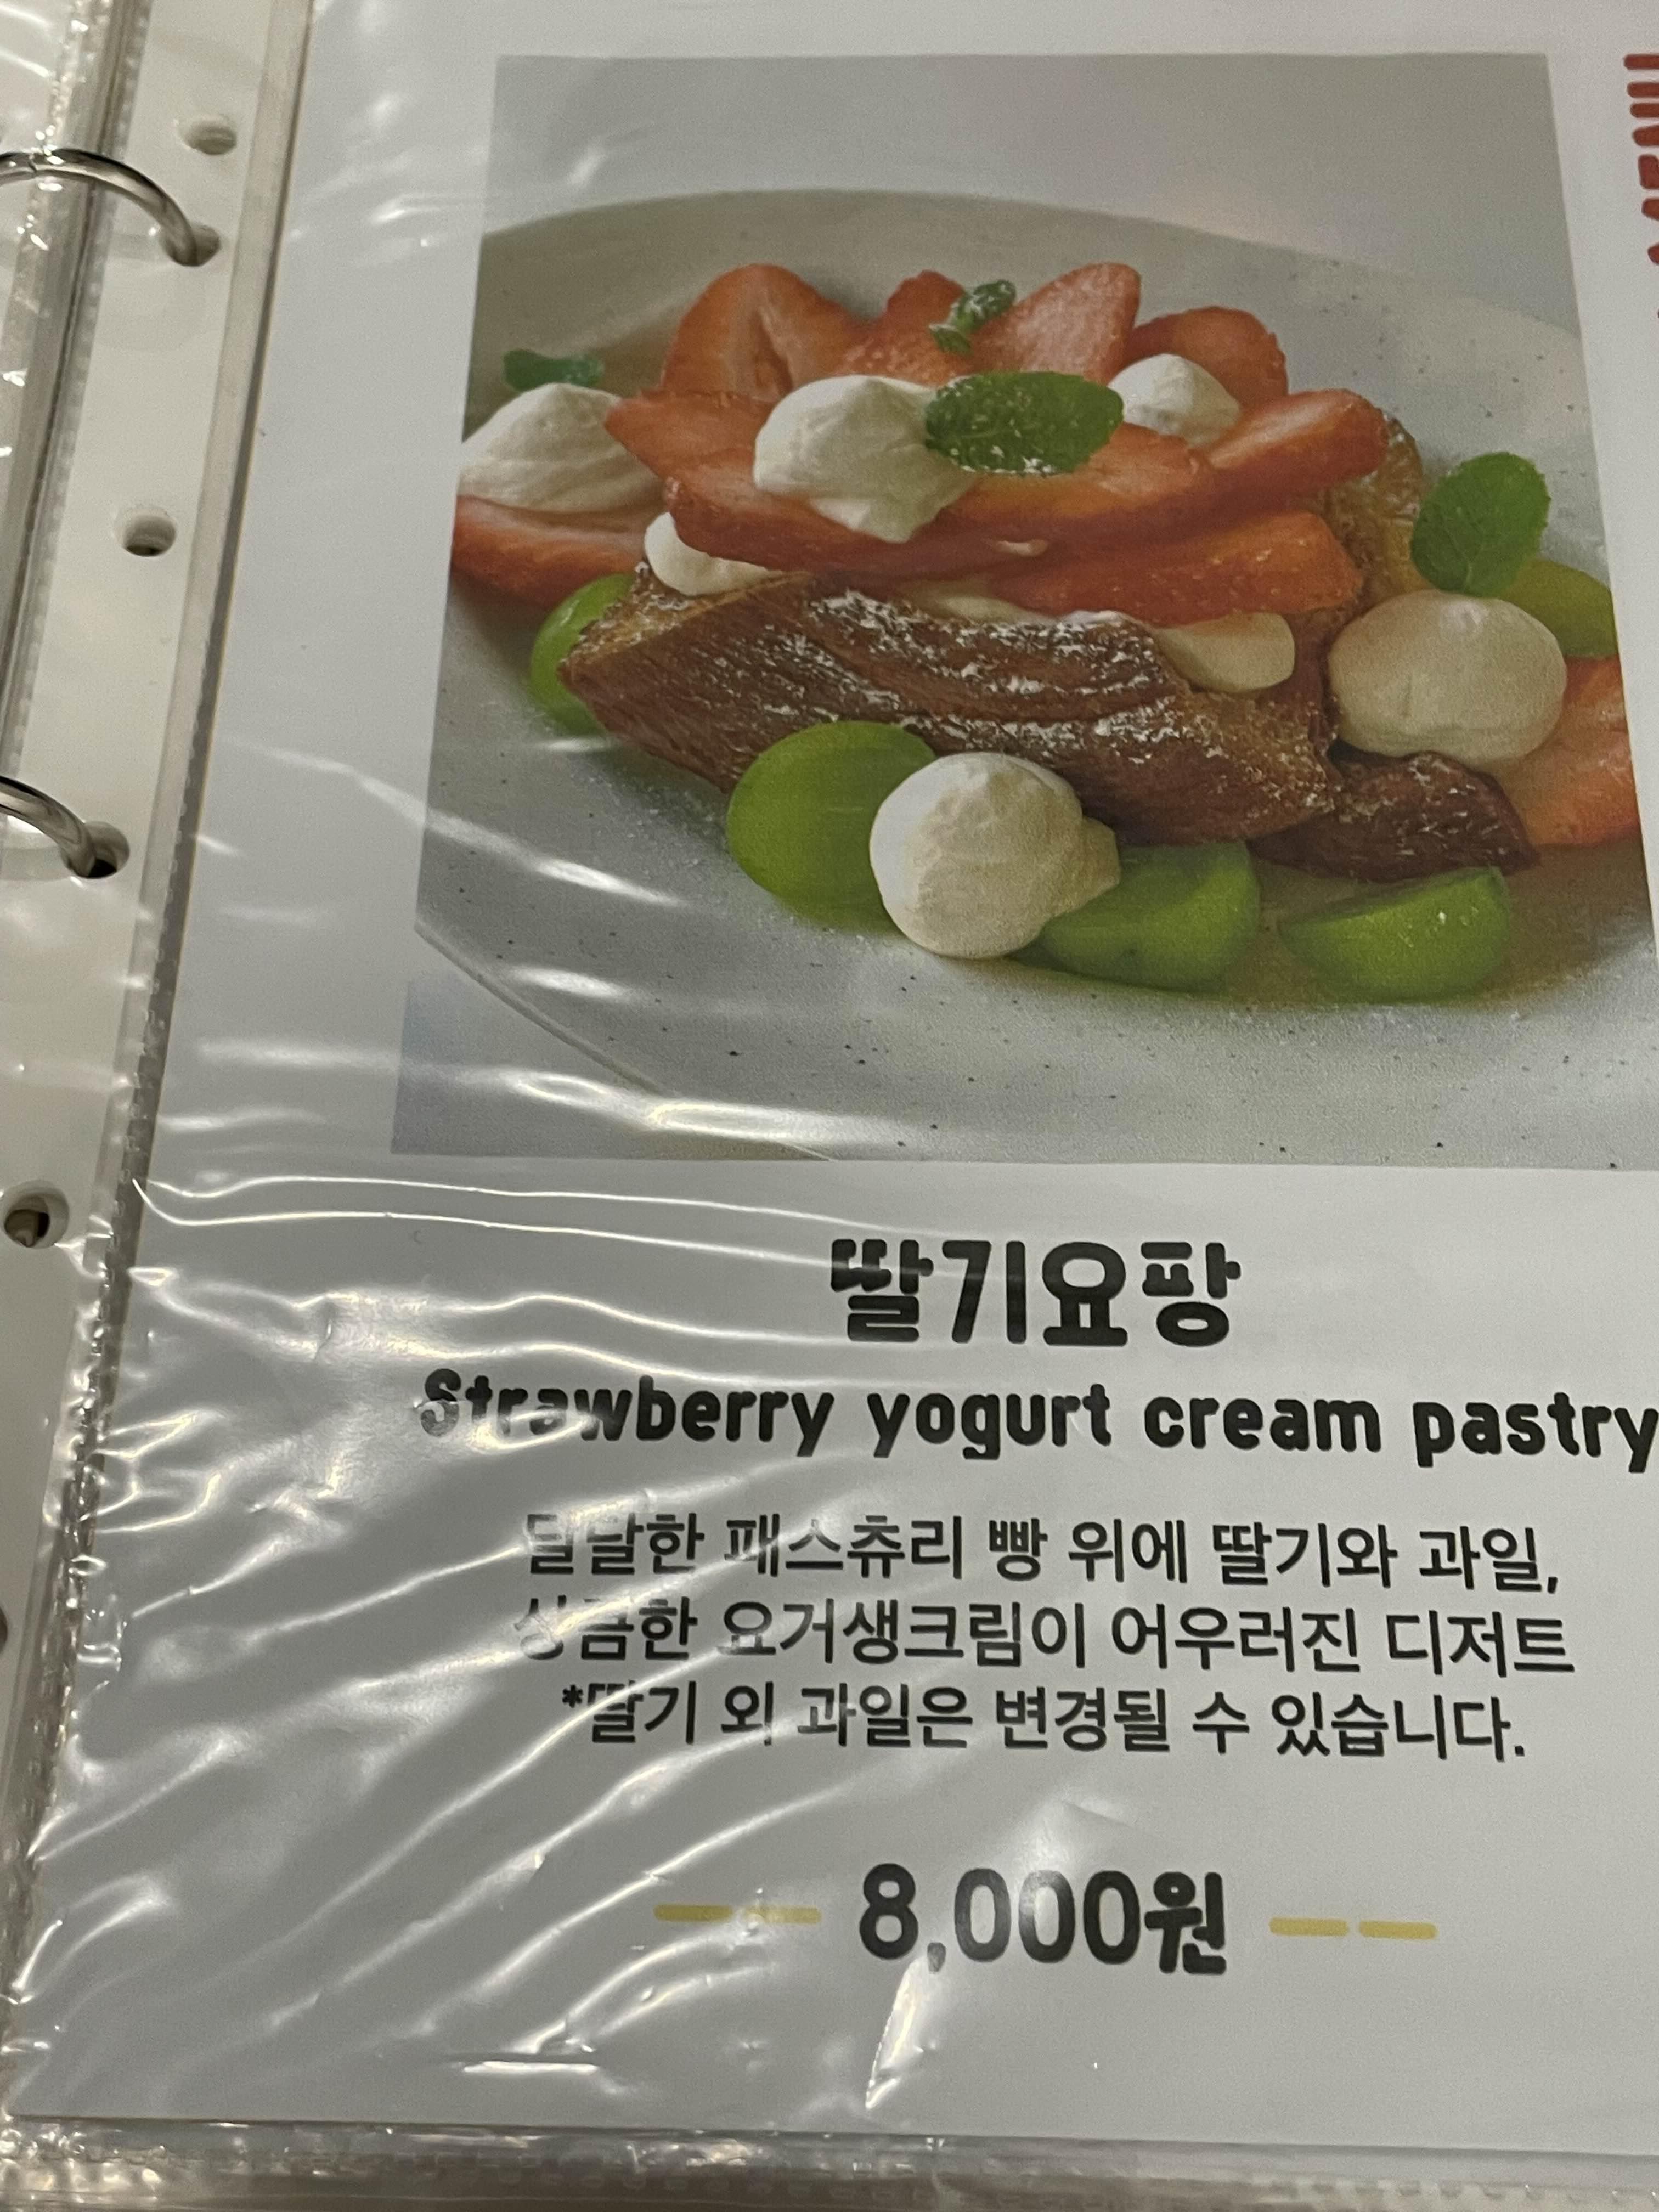 딸기요팡
Strawberry yogurt cream pastry
달달한 패스츄리 빵 위에 딸기와 과일,
상큼한 요거생크림이 어우러진 디저트
*딸기 외 과일은 변경될 수 있습니다.
8,000원